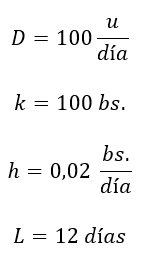 D = 100 u/día
k = 100 bs.
h = 0,02 bs./día
L = 12 días